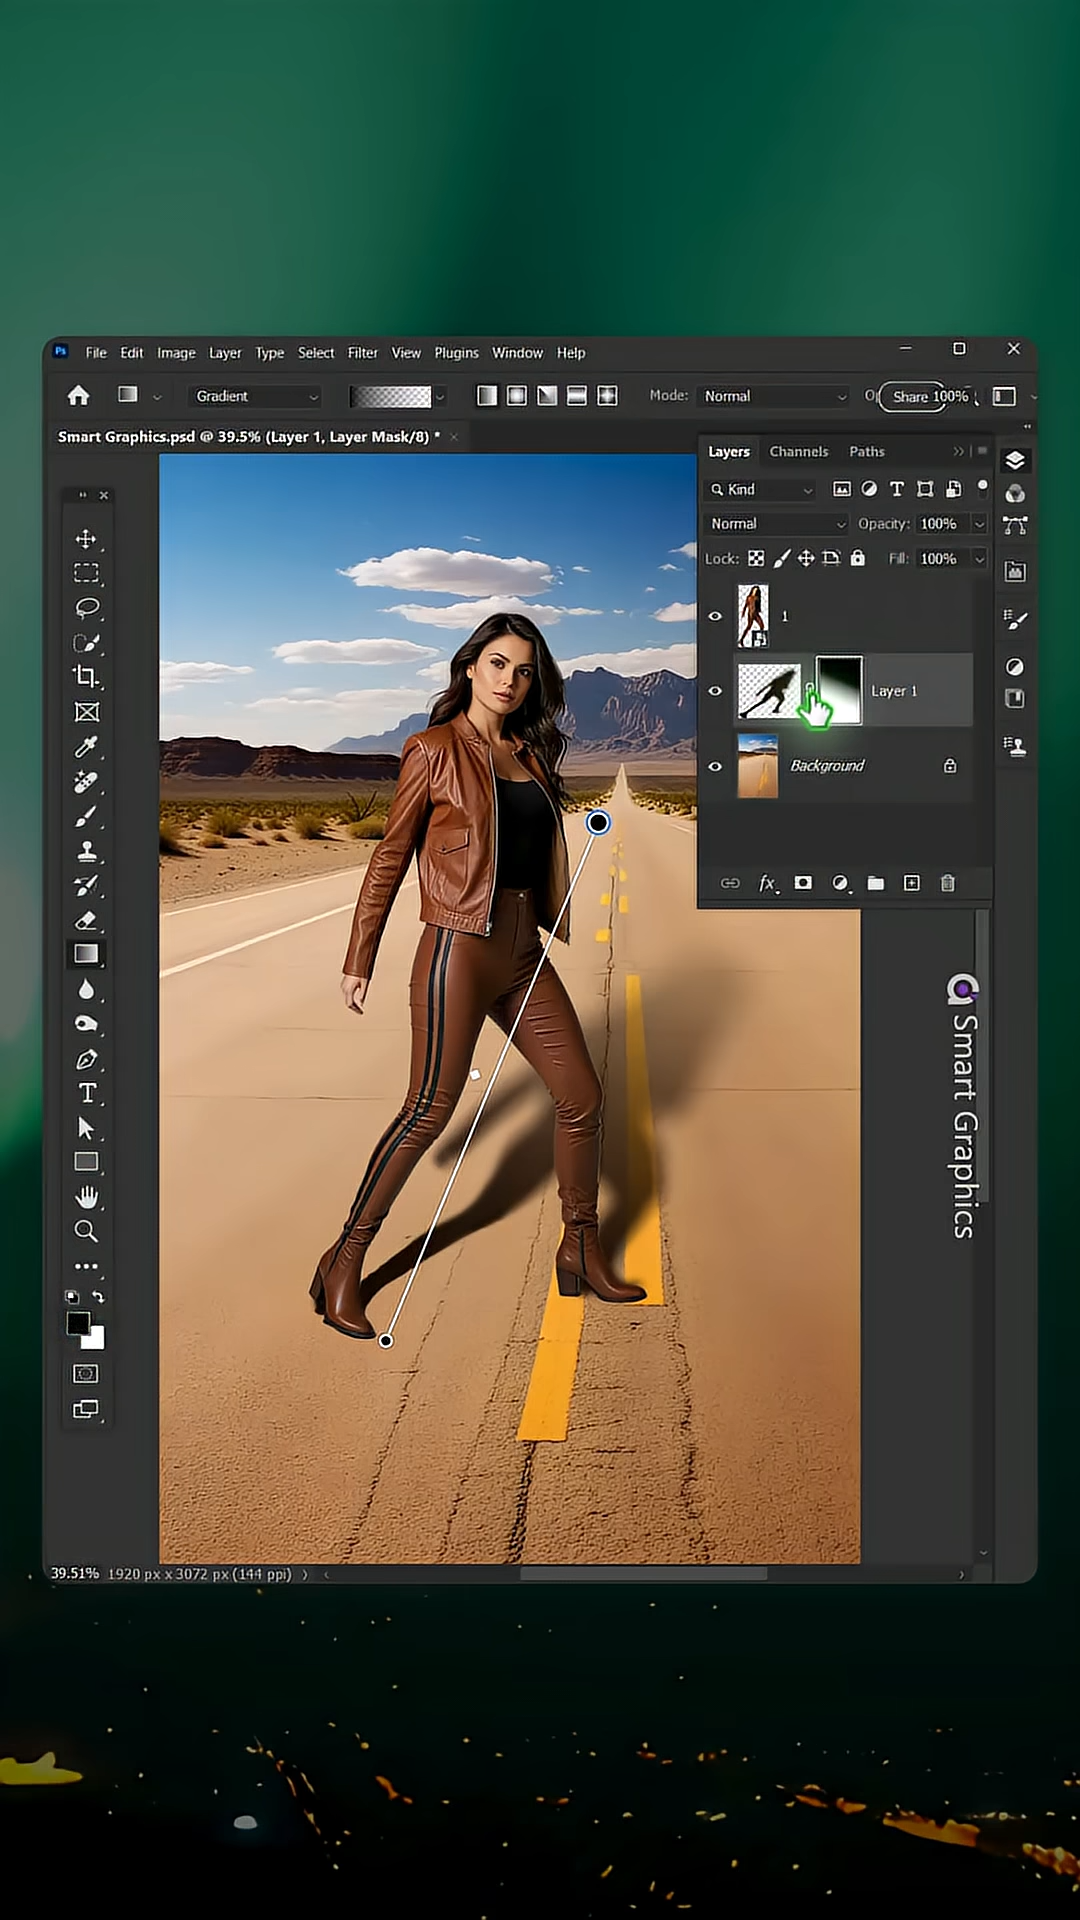 Ps File Edit Image Layer Type Select Filter View Plugins Window Help
Gradient Mode: Normal Share 100%
Smart Graphics.psd @ 39.5% (Layer 1, Layer Mask/8) *
Layers Channels Paths
Kind
Normal Opacity: 100%
Lock: Fill: 100%
1
Layer 1
Background
fx
Smart Graphics
39.51% 1920 px x 3072 px (144 ppi)